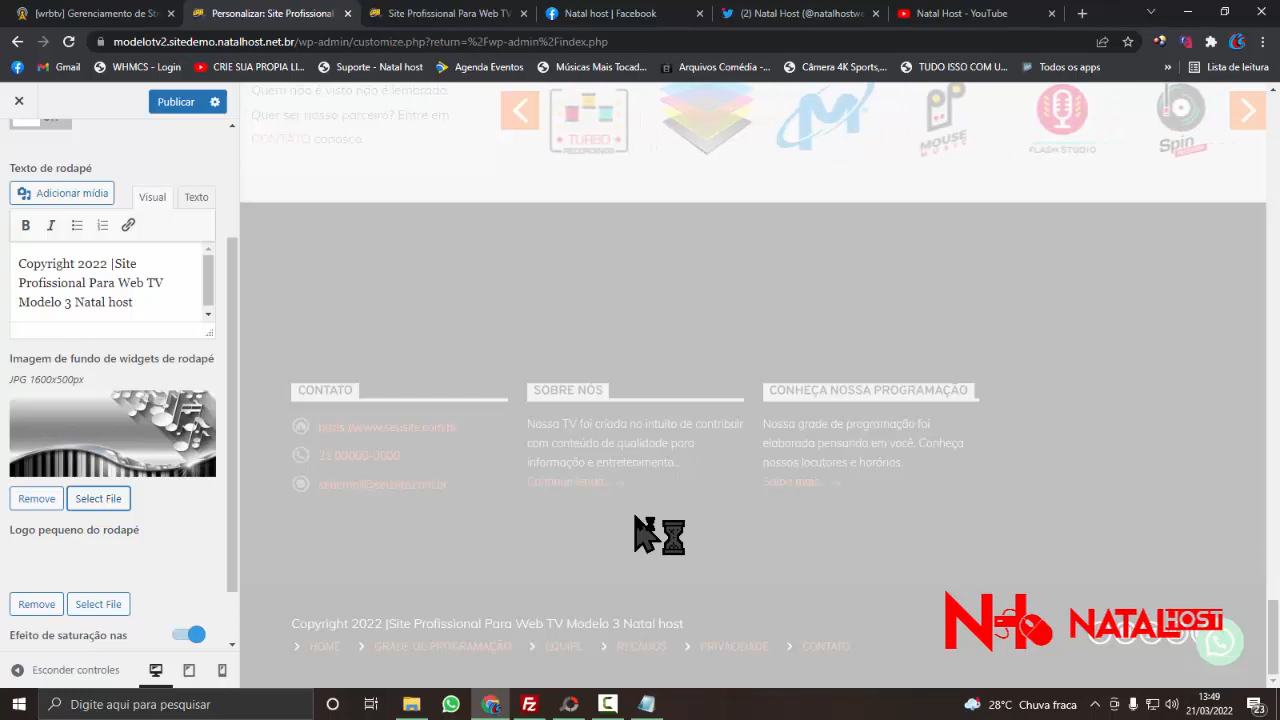 [wrbtv] Gerenciamento de Str
Personalizar: Site Profissional
Site Profissional Para Web TV M
Natal host | Facebook
(2) Natal Host (@natalhostwe
Natal Host - YouTube
modelotv2.sitedemo.natalhost.net.br/wp-admin/customize.php?return=%2Fwp-admin%2Findex.php
Gmail
WHMCS - Login
CRIE SUA PROPIA LI...
Suporte - Natal host
Agenda Eventos
Músicas Mais Tocad...
Arquivos Comédia -...
Câmera 4K Sports,...
TUDO ISSO COM U...
Todos os apps
Lista de leitura
Publicar
Quem não é visto não é lembrado.
Quer ser nosso parceiro? Entre em
CONTATO conosco.
TURBO
RECORDINGS
MOUSE
MUSIC
FLASH STUDIO
Spin
Texto de rodapé
Adicionar mídia
Visual
Texto
B I
Copyright 2022 |Site
Profissional Para Web TV
Modelo 3 Natal host
Imagem de fundo de widgets de rodapé
JPG 1600x500px
Remove
Select File
Logo pequeno do rodapé
Remove
Select File
Efeito de saturação nas
Esconder controles
CONTATO
https://www.seusite.com.br
21 00000-0000
seuemail@seusite.com.br
SOBRE NÓS
Nossa TV foi criada no intuito de contribuir
com conteúdo de qualidade para
informação e entretenimento...
Continue lendo...
CONHEÇA NOSSA PROGRAMAÇÃO
Nossa grade de programação foi
elaborada pensando em você. Conheça
nossos locutores e horários.
Saiba mais...
Copyright 2022 |Site Profissional Para Web TV Modelo 3 Natal host
HOME
GRADE DE PROGRAMAÇÃO
EQUIPE
RECADOS
PRIVACIDADE
CONTATO
NATALHOST
Digite aqui para pesquisar
28°C Chuva fraca
13:49
21/03/2022
23